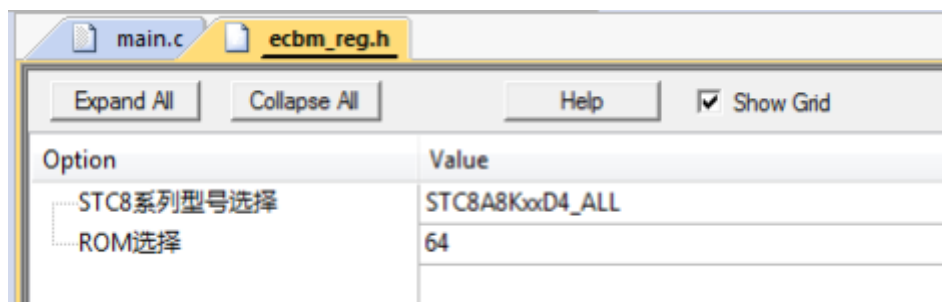 main.c ecbm_reg.h
Expand All Collapse All Help Show Grid
Option Value
STC8系列型号选择 STC8A8KxxD4_ALL
ROM选择 64